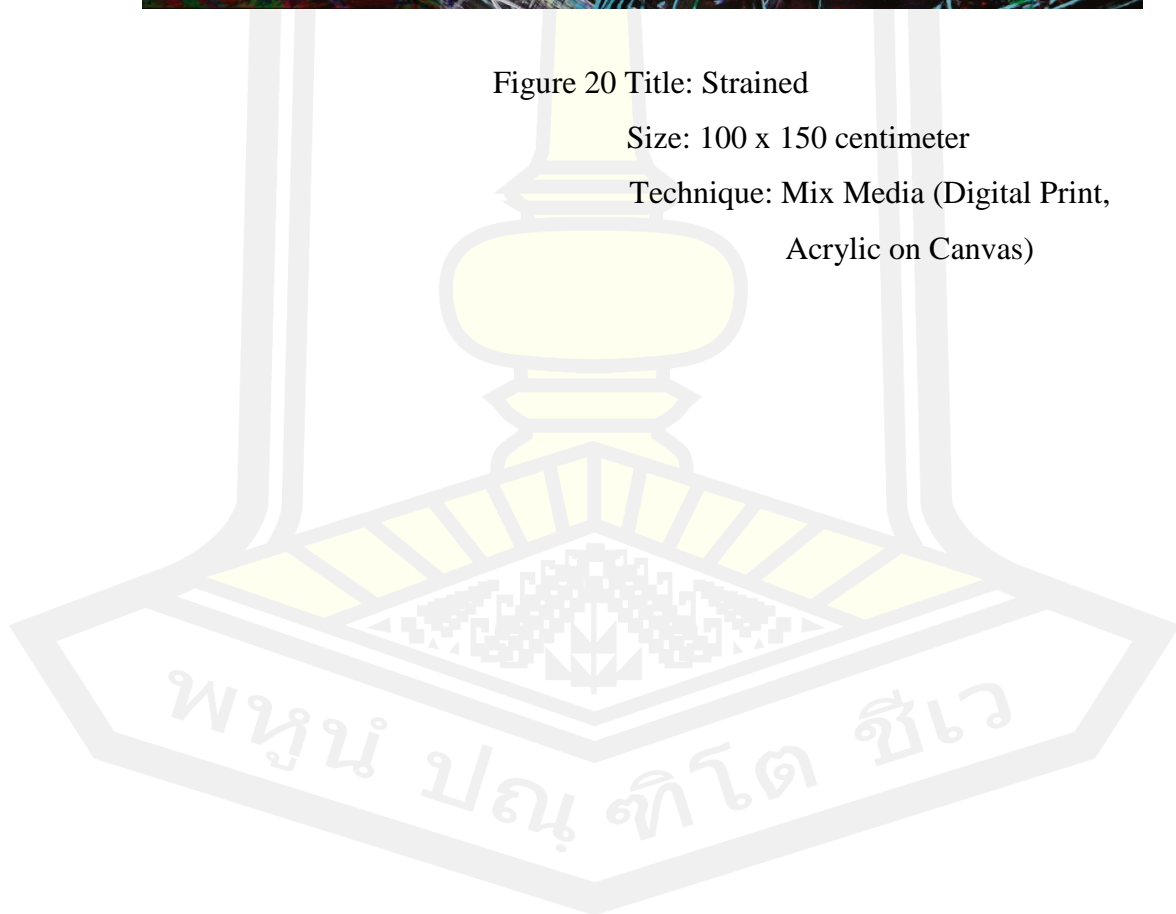 Figure 20 Title: Strained
Size: 100 x 150 centimeter
Technique: Mix Media (Digital Print,
Acrylic on Canvas)
พหูนํ ปณฺฑิโต ชีเว